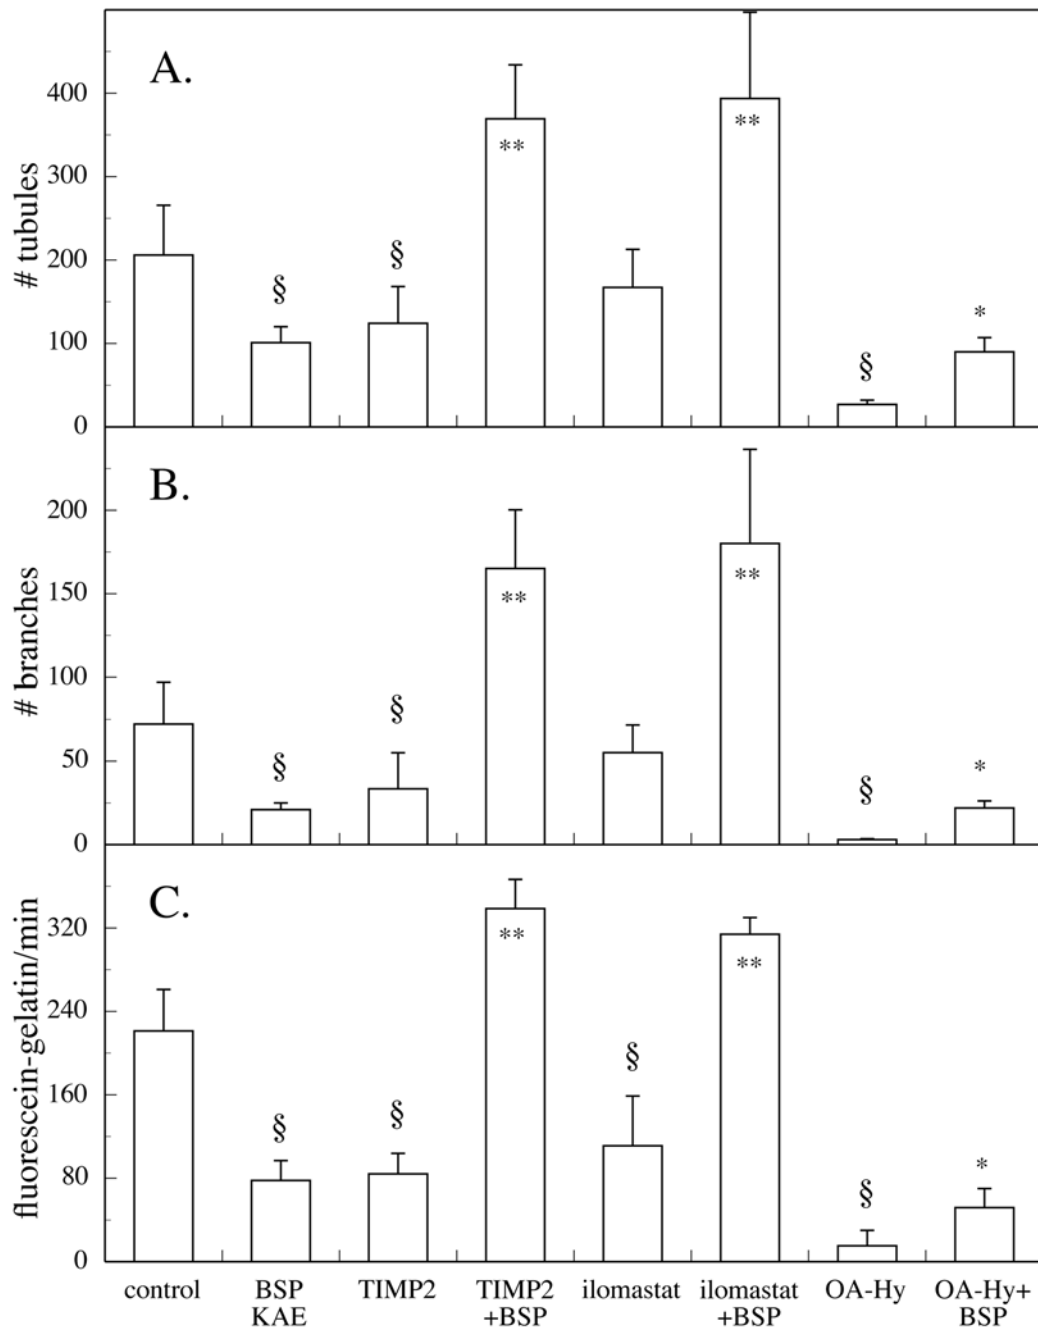 A.
# tubules
400
300
200
100
0
§
§
**
**
§
*
B.
# branches
200
150
100
50
0
§
§
**
**
§
*
C.
fluorescein-gelatin/min
320
240
160
80
0
§
§
**
§
**
§
*
control
BSP
KAE
TIMP2
TIMP2
+BSP
ilomastat
ilomastat
+BSP
OA-Hy
OA-Hy+
BSP